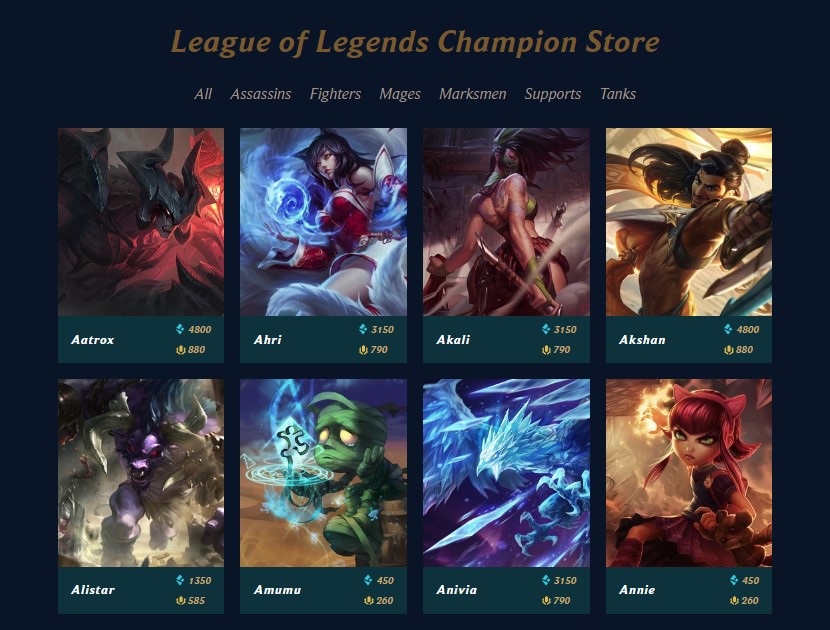 League of Legends Champion Store
All Assassins Fighters Mages Marksmen Supports Tanks
Aatrox 4800 880
Ahri 3150 790
Akali 3150 790
Akshan 4800 880
Alistar 1350 585
Amumu 450 260
Anivia 3150 790
Annie 450 260